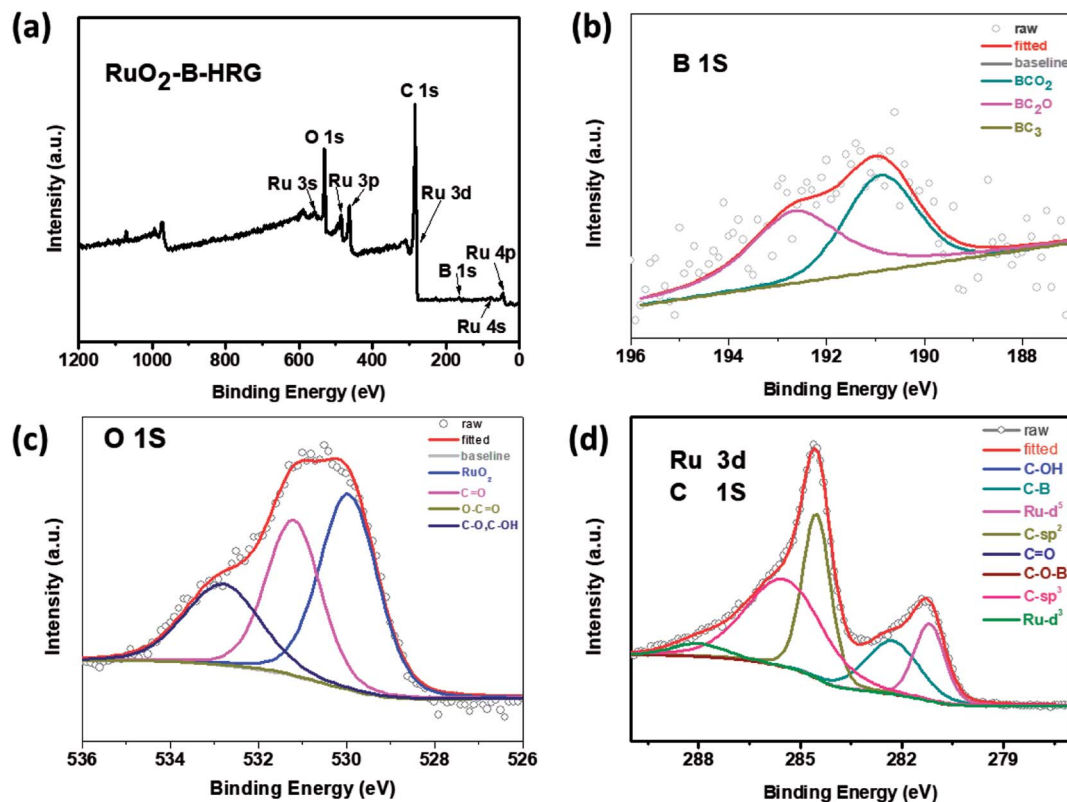 (a)
RuO2-B-HRG
C 1s
O 1s
Ru 3s
Ru 3p
Ru 3d
B 1s
Ru 4p
Ru 4s
Intensity (a.u.)
1200 1000 800 600 400 200 0
Binding Energy (eV)
(b)
B 1S
raw
fitted
baseline
BCO2
BC2O
BC3
Intensity (a.u.)
196 194 192 190 188
Binding Energy (eV)
(c)
O 1S
raw
fitted
baseline
RuO2
C=O
O-C=O
C-O,C-OH
Intensity (a.u.)
536 534 532 530 528 526
Binding Energy (eV)
(d)
Ru 3d
C 1S
raw
fitted
C-OH
C-B
Ru-d5
C-sp2
C=O
C-O-B
C-sp3
Ru-d3
Intensiny (a.u.)
288 285 282 279
Binding Energy (eV)